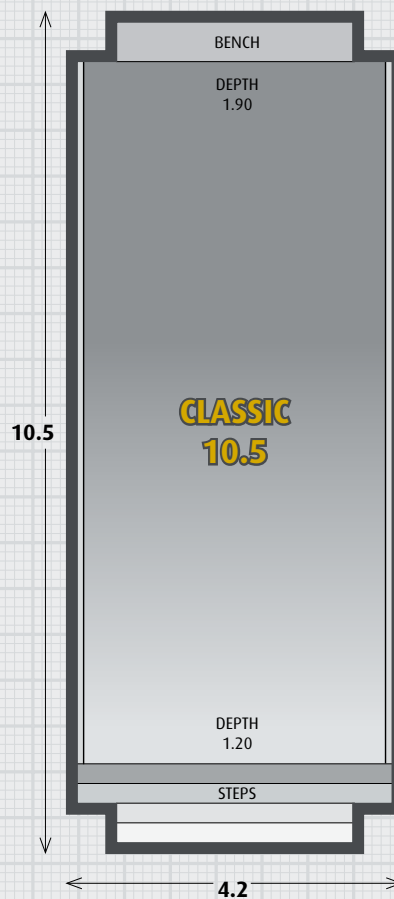 BENCH
DEPTH
1.90
10.5
CLASSIC
10.5
DEPTH
1.20
STEPS
4.2